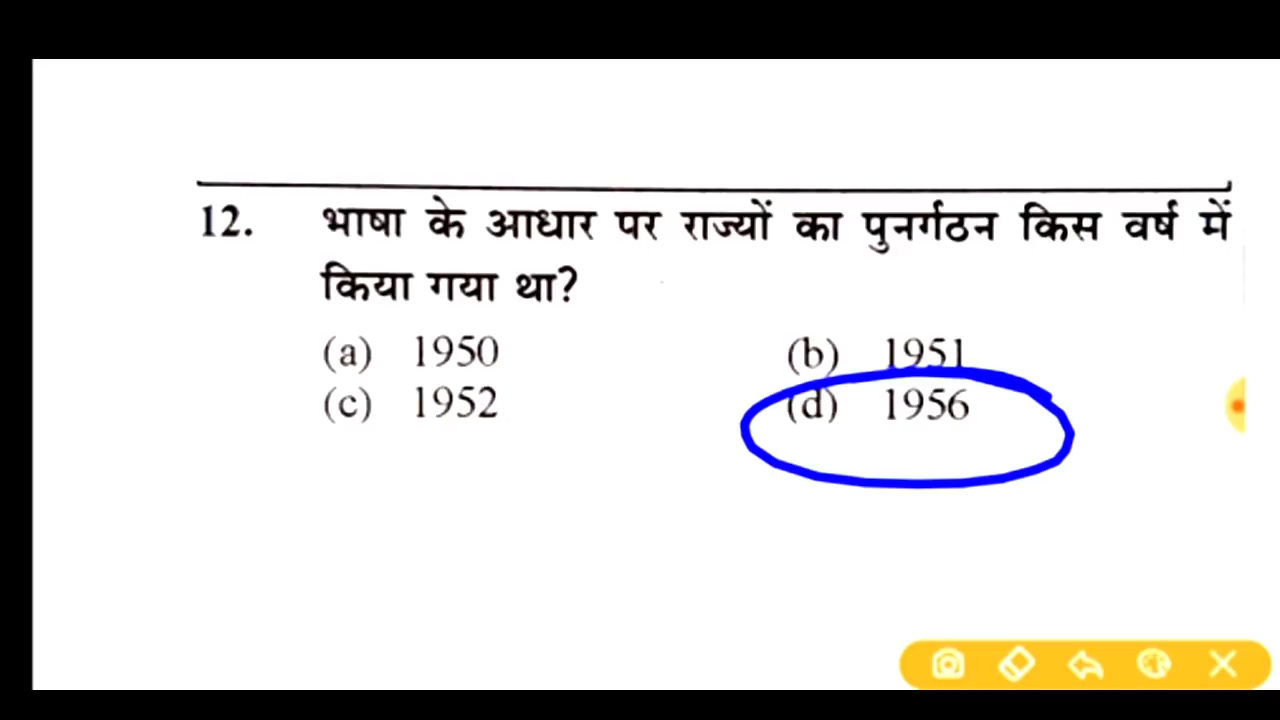 12. भाषा के आधार पर राज्यों का पुनर्गठन किस वर्ष में
किया गया था?
(a) 1950 (b) 1951
(c) 1952 (d) 1956